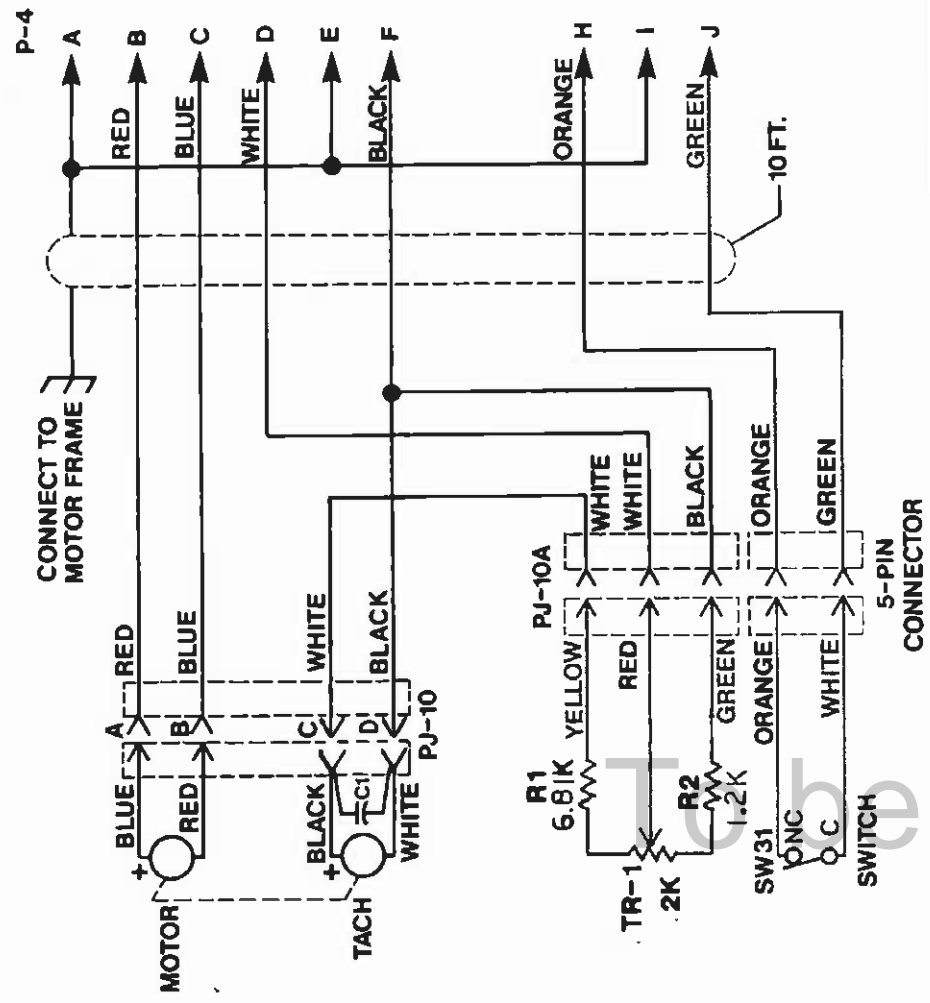 P-4
A
B
C
D
E
F
H
I
J
RED
BLUE
WHITE
BLACK
ORANGE
GREEN
10 FT.
CONNECT TO
MOTOR FRAME
RED
BLUE
WHITE
BLACK
A
B
C
D
PJ-10
BLUE
RED
BLACK
WHITE
C1
+
+
MOTOR
TACH
WHITE
WHITE
BLACK
ORANGE
GREEN
PJ-10A
5-PIN
CONNECTOR
YELLOW
RED
GREEN
ORANGE
WHITE
R1
6.81K
R2
1.2K
TR-1
2K
SW31
NC
C
SWITCH
To be